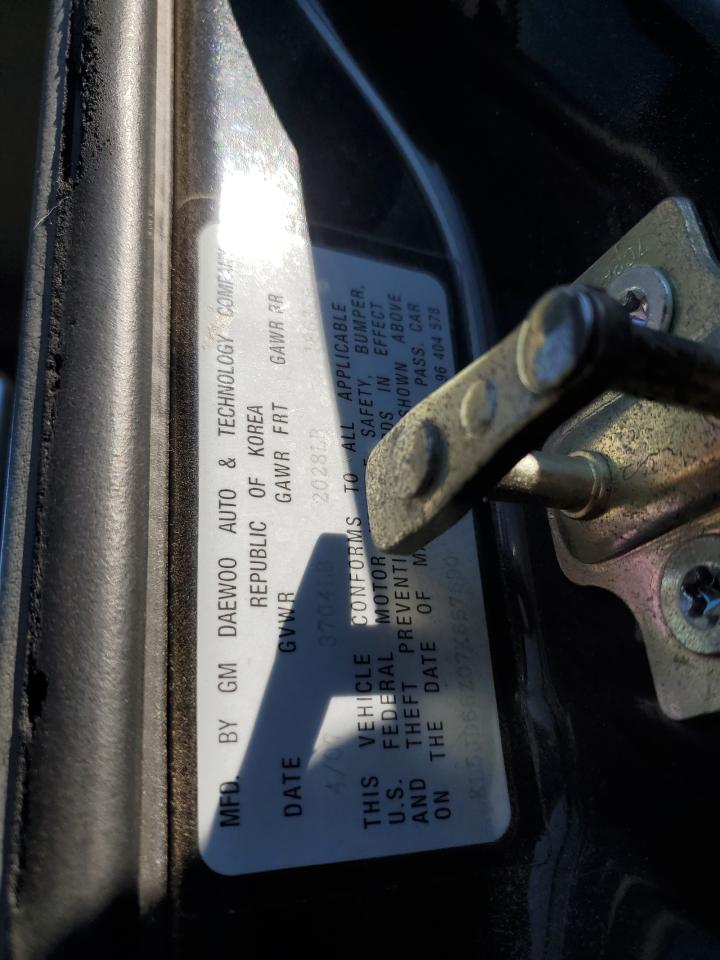 MFD. BY GM DAEWOO AUTO & TECHNOLOGY COMPANY
REPUBLIC OF KOREA
DATE GVWR GAWR FRT GAWR RR
3704LB 2028LB
THIS VEHICLE CONFORMS TO ALL APPLICABLE
U.S. FEDERAL MOTOR SAFETY, BUMPER,
AND THEFT PREVENTI IN EFFECT
ON THE DATE OF SHOWN ABOVE
PASS. CAR
96 404 578